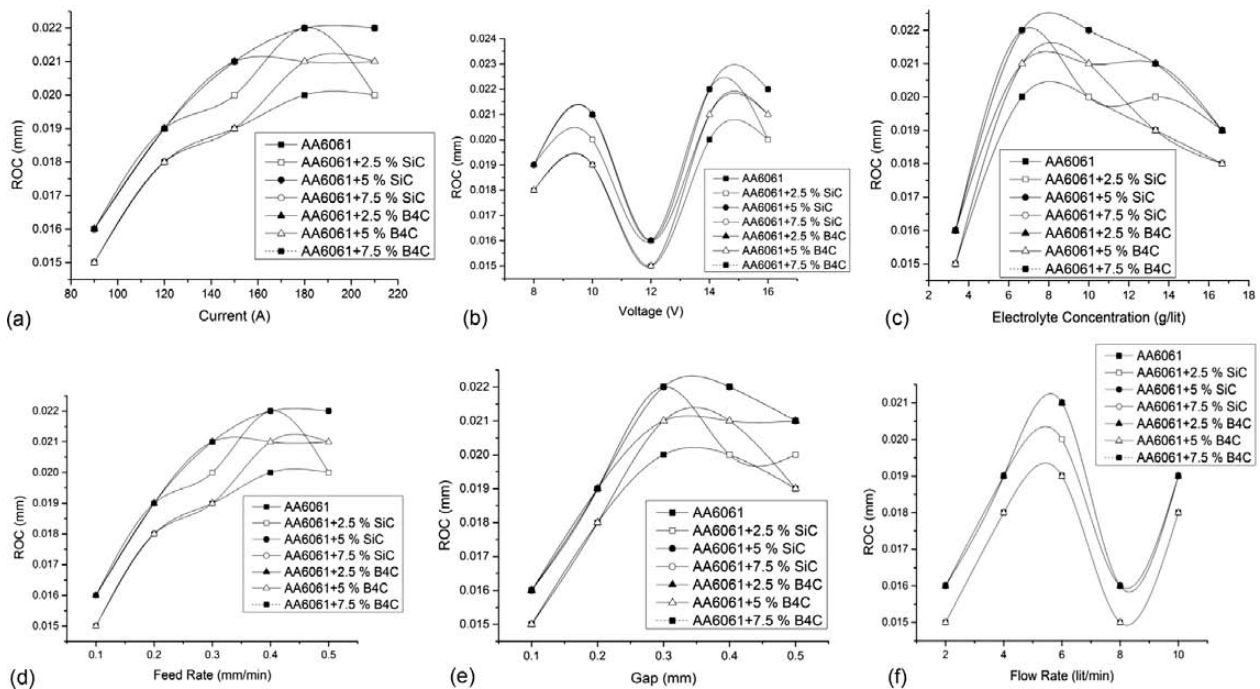 0.022
0.021
0.020
0.019
0.018
0.016
0.015
ROC (mm)
AA6061
AA6061+2.5 % SiC
AA6061+5 % SiC
AA6061+7.5 % SiC
AA6061+2.5 % B4C
AA6061+5 % B4C
AA6061+7.5 % B4C
80 100 120 140 160 180 200 220
Current (A)
(a)
0.024
0.023
0.022
0.021
0.020
0.019
0.018
0.016
0.015
ROC (mm)
AA6061
AA6061+2.5 % SiC
AA6061+5 % SiC
AA6061+7.5 % SiC
AA6061+2.5 % B4C
AA6061+5 % B4C
AA6061+7.5 % B4C
8 10 12 14 16
Voltage (V)
(b)
0.022
0.021
0.020
0.019
0.018
0.016
0.015
ROC (mm)
AA6061
AA6061+2.5 % SiC
AA6061+5 % SiC
AA6061+7.5 % SiC
AA6061+2.5 % B4C
AA6061+5 % B4C
AA6061+7.5 % B4C
2 4 6 8 10 12 14 16 18
Electrolyte Concentration (g/lit)
(c)
0.022
0.021
0.020
0.019
0.018
0.016
0.015
ROC (mm)
AA6061
AA6061+2.5 % SiC
AA6061+5 % SiC
AA6061+7.5 % SiC
AA6061+2.5 % B4C
AA6061+5 % B4C
AA6061+7.5 % B4C
0.1 0.2 0.3 0.4 0.5
Feed Rate (mm/min)
(d)
0.022
0.021
0.020
0.019
0.018
0.016
0.015
ROC (mm)
AA6061
AA6061+2.5 % SiC
AA6061+5 % SiC
AA6061+7.5 % SiC
AA6061+2.5 % B4C
AA6061+5 % B4C
AA6061+7.5 % B4C
0.1 0.2 0.3 0.4 0.5
Gap (mm)
(e)
0.021
0.020
0.019
0.018
0.016
0.015
ROC (mm)
AA6061
AA6061+2.5 % SiC
AA6061+5 % SiC
AA6061+7.5 % SiC
AA6061+2.5 % B4C
AA6061+5 % B4C
AA6061+7.5 % B4C
2 4 6 8 10
Flow Rate (lit/min)
(f)